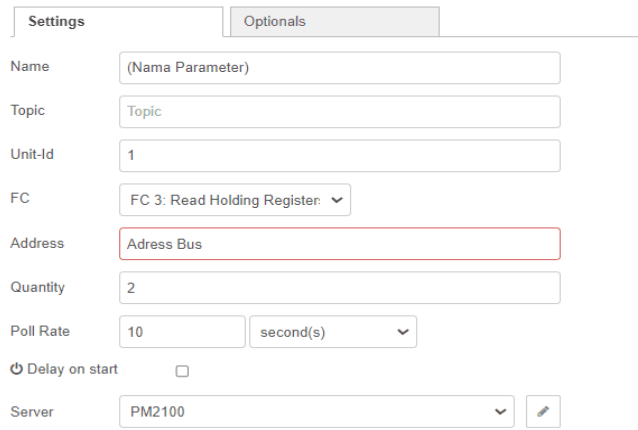 Settings Optionals
Name (Nama Parameter)
Topic Topic
Unit-Id 1
FC FC 3: Read Holding Register
Address Adress Bus
Quantity 2
Poll Rate 10 second(s)
Delay on start
Server PM2100